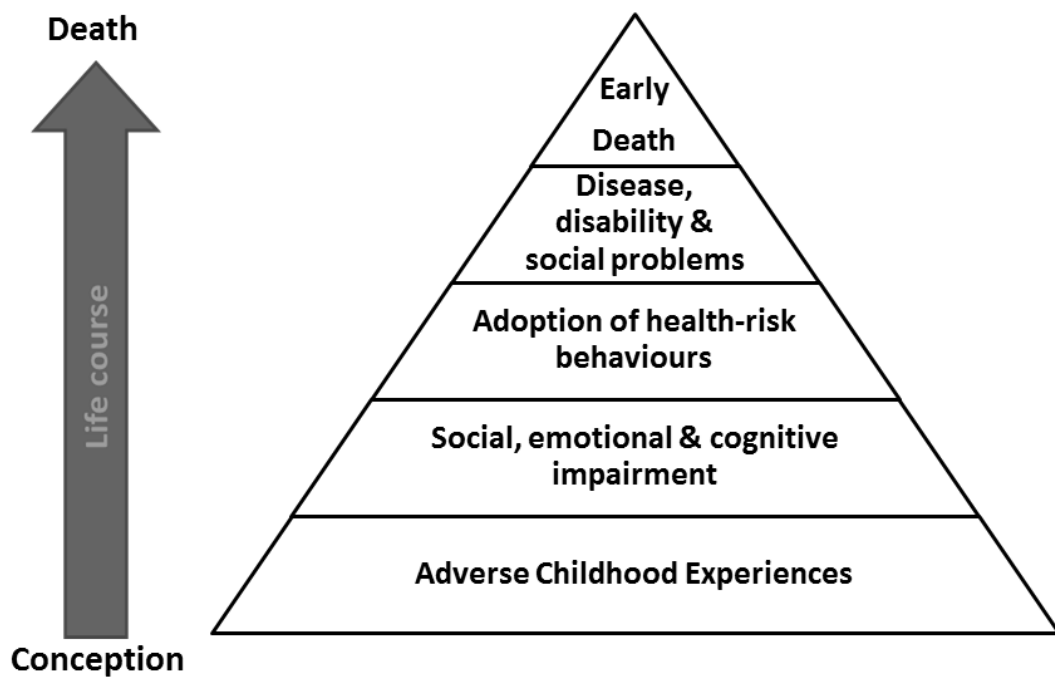 Death
Early
Death
Disease,
disability &
social problems
Adoption of health-risk
behaviours
Life course
Social, emotional & cognitive
impairment
Adverse Childhood Experiences
Conception